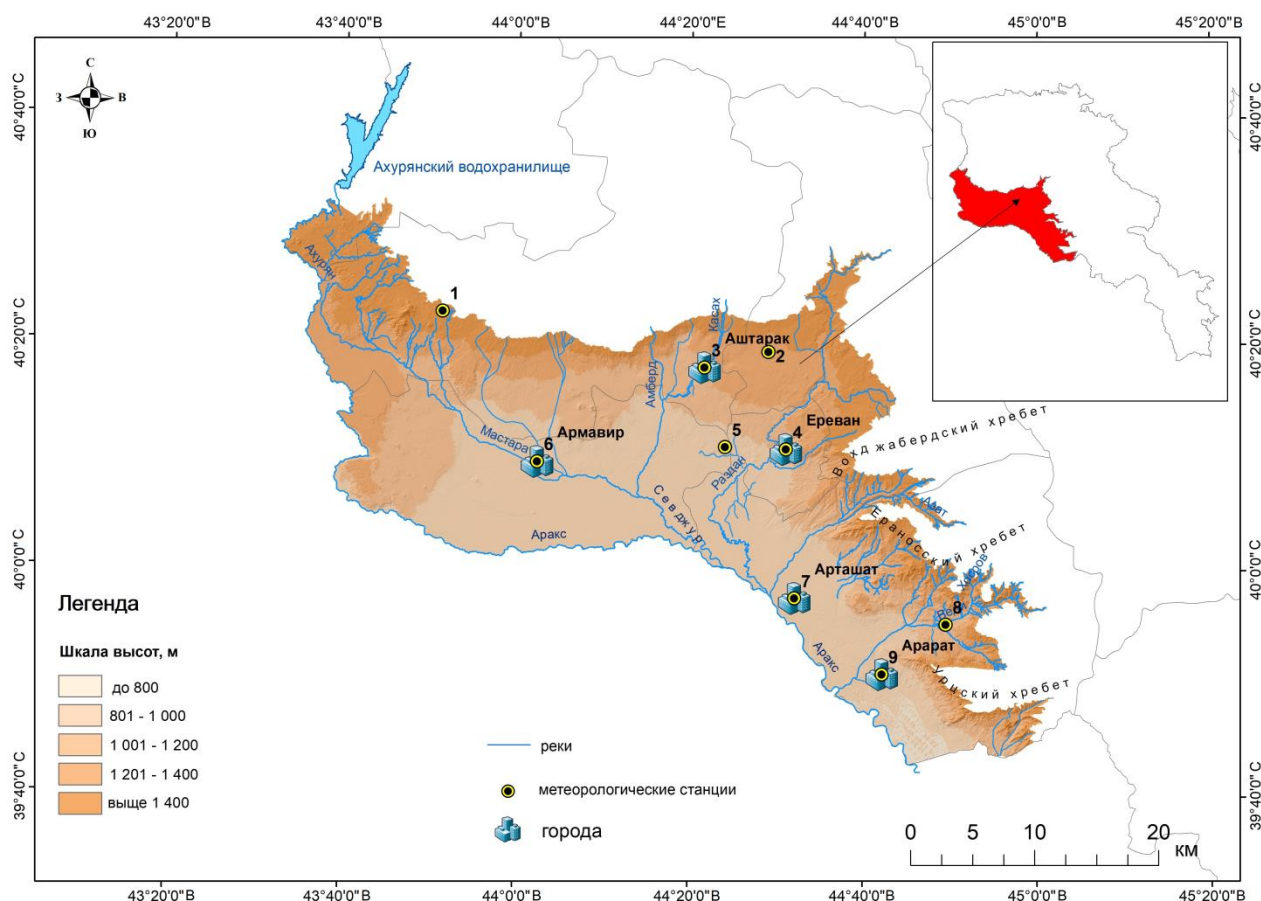 43°20'0"В 43°40'0"В 44°0'0"В 44°20'0"В 44°40'0"В 45°0'0"В 45°20'0"В
С
З В
Ю
40°40'0" С
40°40'0" С
Ахурянский водохранилище
Ахурян
1
40°20'0" С
40°20'0" С
Касах
Аштарак
3
2
Амберд
Ереван
Армавир
5
4
6
Мастара
Раздан
Вохджабердский хребет
Севджур
Азат
Ераносский хребет
Аракс
40°0'0" С
40°0'0" С
Хосров
Арташат
7
Веди
8
Легенда
Аракс
Арарат
9
Урцский хребет
Шкала высот, м
до 800
801 - 1 000
1 001 - 1 200
1 201 - 1 400
выще 1 400
реки
метеорологические станции
города
39°40'0" С
39°40'0" С
0 5 10 20
км
43°20'0"В 43°40'0"В 44°0'0"В 44°20'0"В 44°40'0"В 45°0'0"В 45°20'0"В